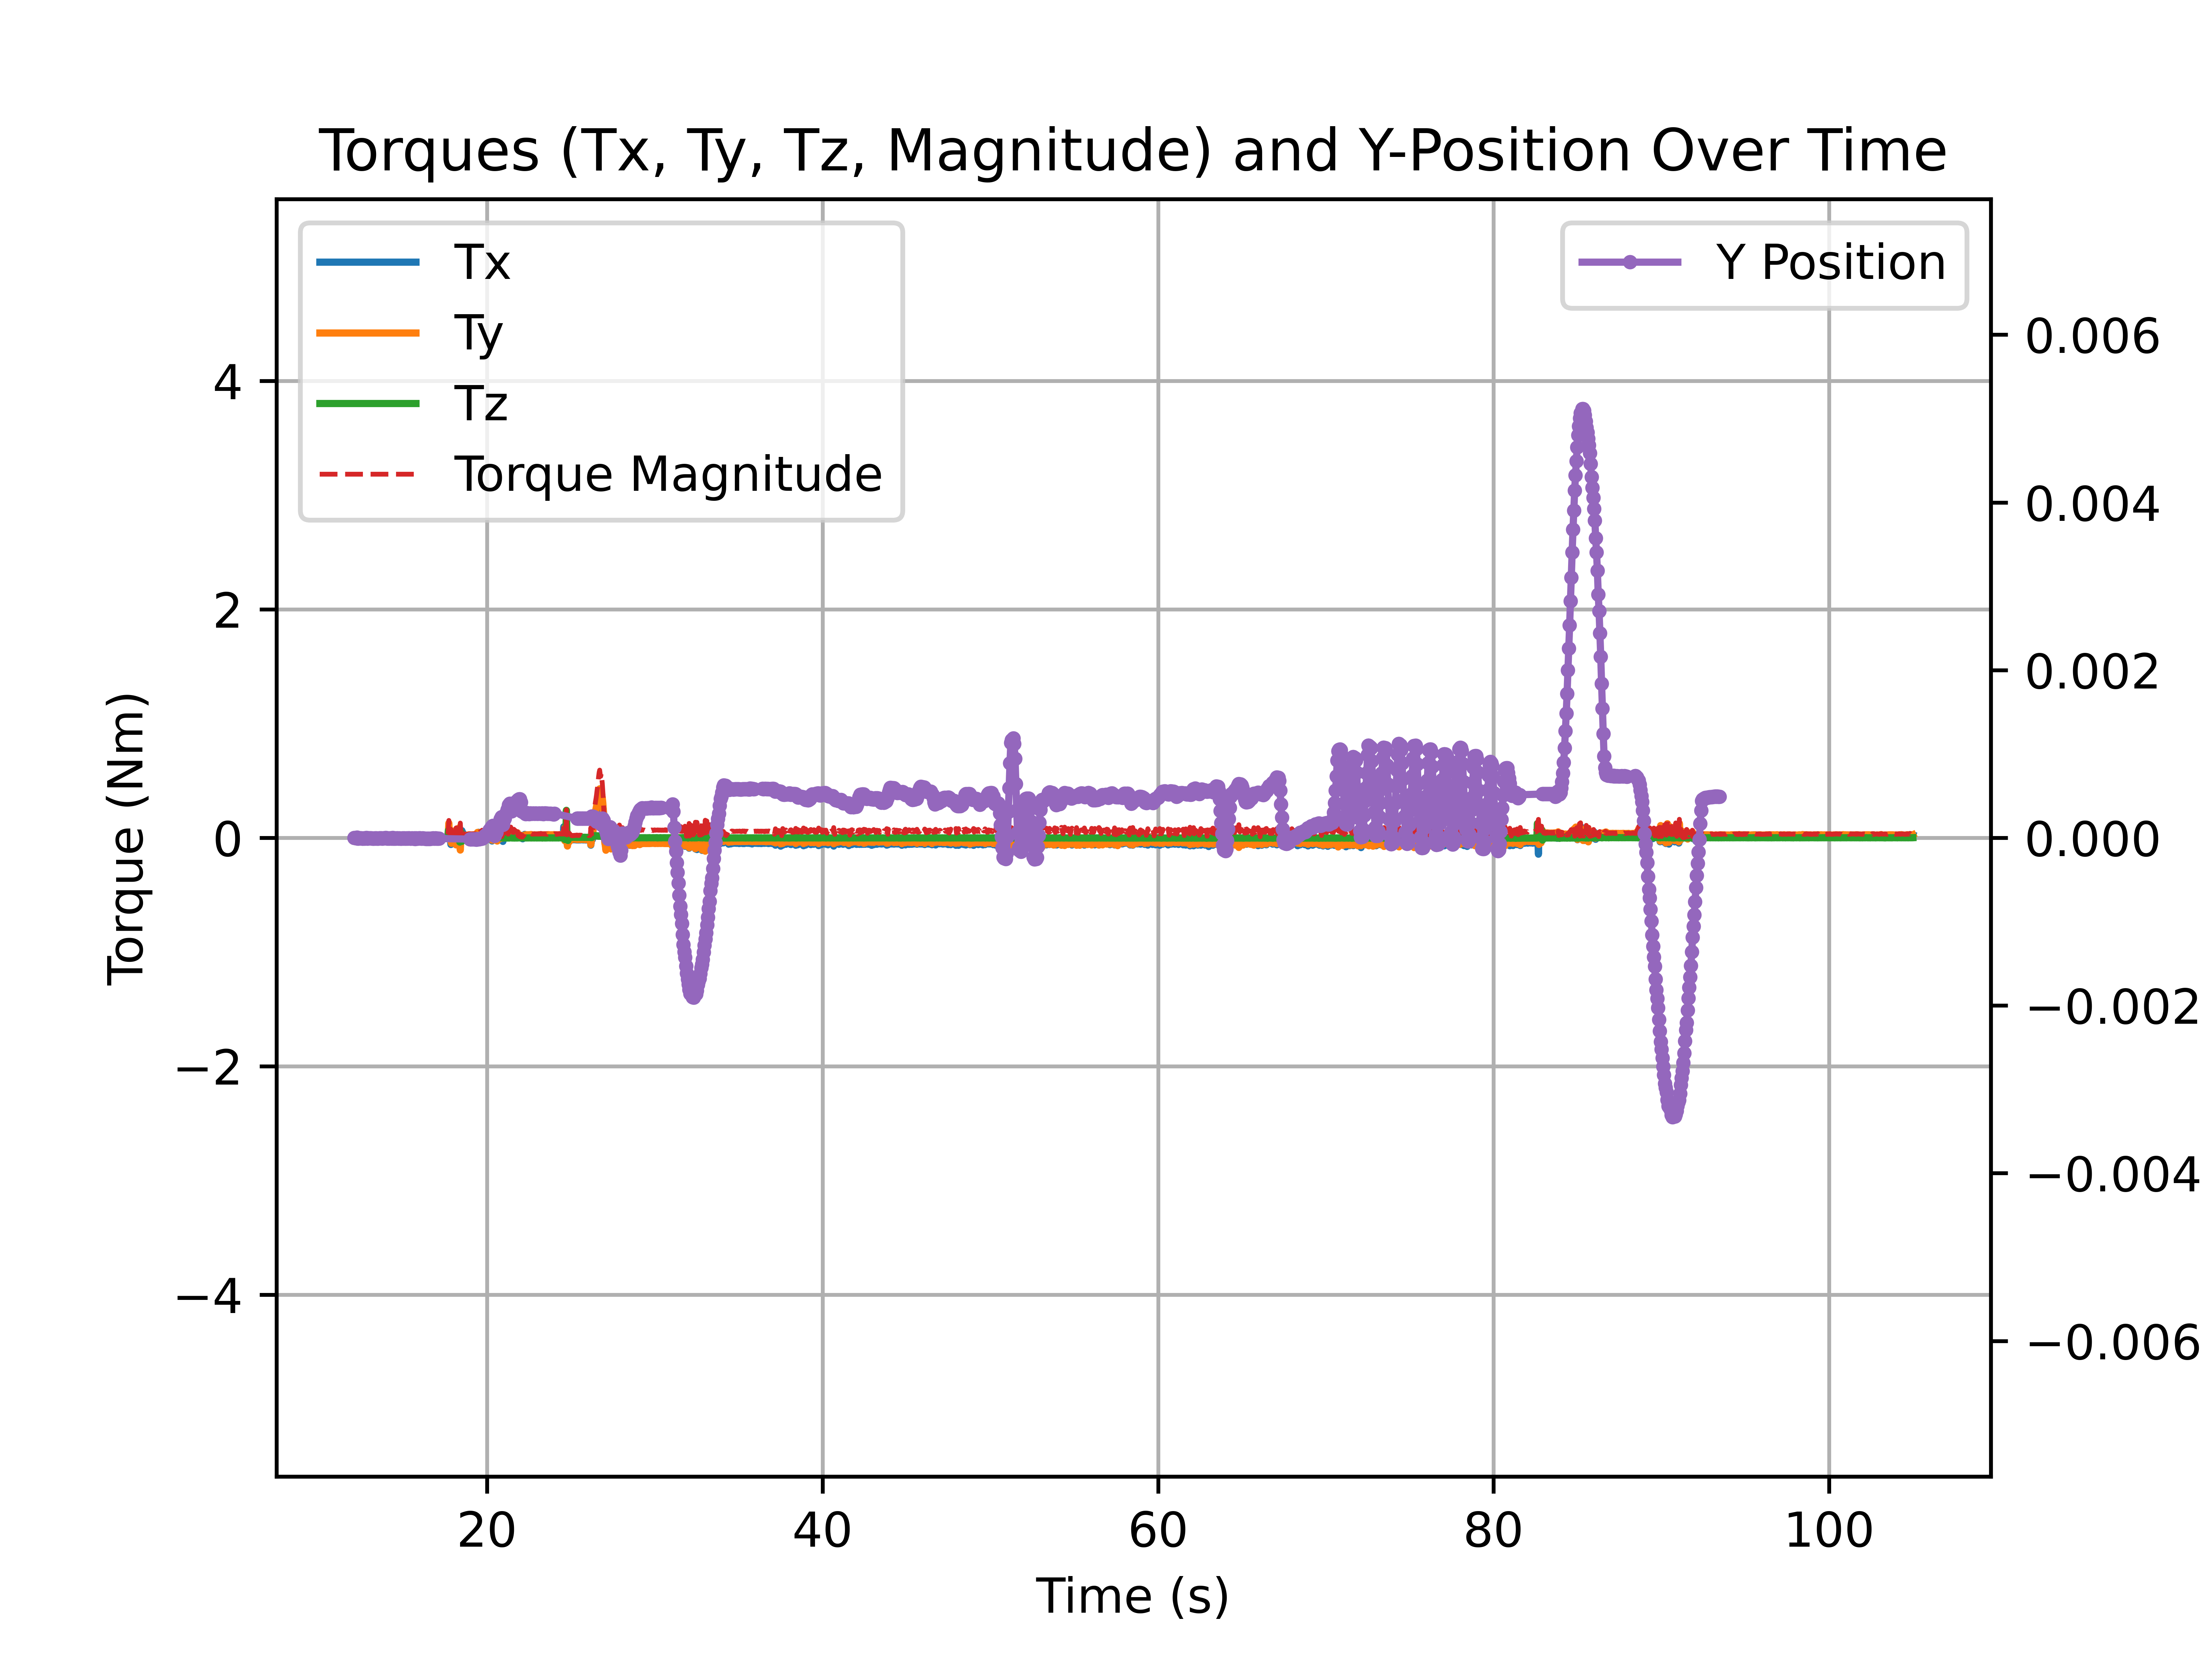 Torques (Tx, Ty, Tz, Magnitude) and Y-Position Over Time
Tx
Ty
Tz
Torque Magnitude
Y Position
4
2
0
−2
−4
Torque (Nm)
0.006
0.004
0.002
0.000
−0.002
−0.004
−0.006
20
40
60
80
100
Time (s)